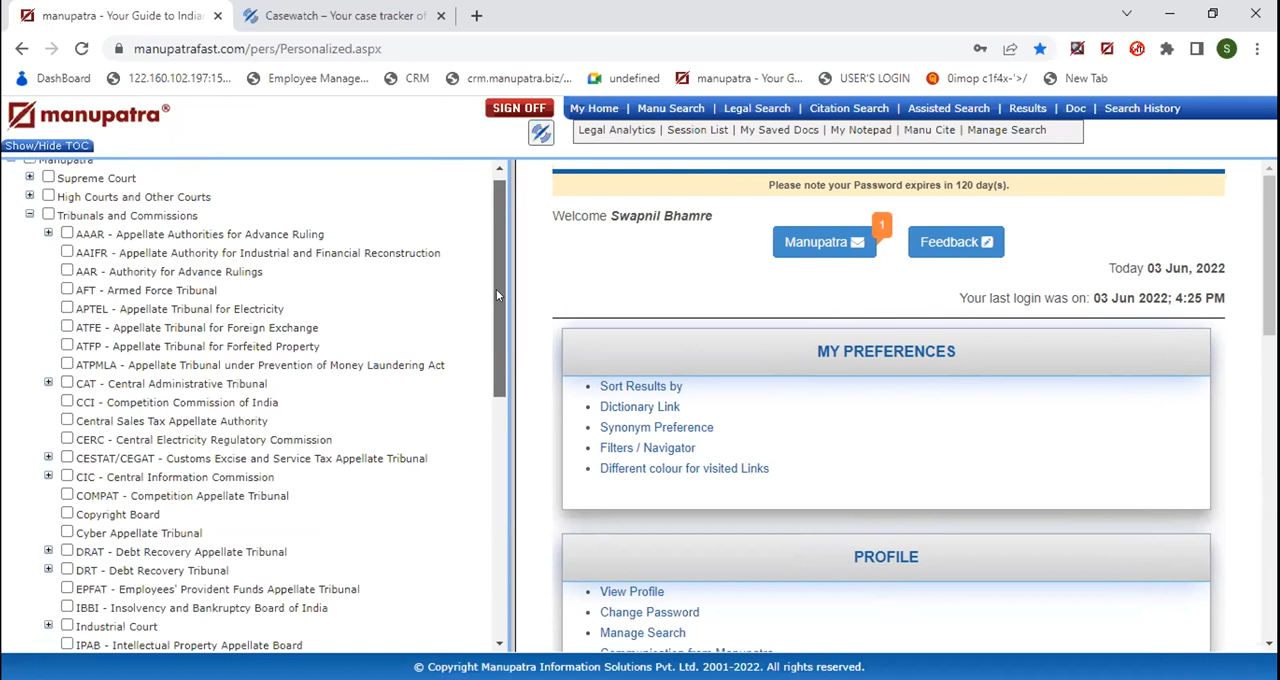 manupatra - Your Guide to India
Casewatch – Your case tracker of
manupatrafast.com/pers/Personalized.aspx
S
DashBoard
122.160.102.197:15...
Employee Manage...
CRM
crm.manupatra.biz/...
undefined
manupatra - Your G...
USER'S LOGIN
0imop c1f4x-'/>
New Tab
manupatra®
SIGN OFF
My Home | Manu Search | Legal Search | Citation Search | Assisted Search | Results | Doc | Search History
Legal Analytics | Session List | My Saved Docs | My Notepad | Manu Cite | Manage Search
Show/Hide TOC
Manupatra
Supreme Court
High Courts and Other Courts
Tribunals and Commissions
AAAR - Appellate Authorities for Advance Ruling
AAIFR - Appellate Authority for Industrial and Financial Reconstruction
AAR - Authority for Advance Rulings
AFT - Armed Force Tribunal
APTEL - Appellate Tribunal for Electricity
ATFE - Appellate Tribunal for Foreign Exchange
ATFP - Appellate Tribunal for Forfeited Property
ATPMLA - Appellate Tribunal under Prevention of Money Laundering Act
CAT - Central Administrative Tribunal
CCI - Competition Commission of India
Central Sales Tax Appellate Authority
CERC - Central Electricity Regulatory Commission
CESTAT/CEGAT - Customs Excise and Service Tax Appellate Tribunal
CIC - Central Information Commission
COMPAT - Competition Appellate Tribunal
Copyright Board
Cyber Appellate Tribunal
DRAT - Debt Recovery Appellate Tribunal
DRT - Debt Recovery Tribunal
EPFAT - Employees' Provident Funds Appellate Tribunal
IBBI - Insolvency and Bankruptcy Board of India
Industrial Court
IPAB - Intellectual Property Appellate Board
Please note your Password expires in 120 day(s).
Welcome Swapnil Bhamre
1
Manupatra
Feedback
Today 03 Jun, 2022
Your last login was on: 03 Jun 2022; 4:25 PM
MY PREFERENCES
Sort Results by
Dictionary Link
Synonym Preference
Filters / Navigator
Different colour for visited Links
PROFILE
View Profile
Change Password
Manage Search
Communication from Manupatra
© Copyright Manupatra Information Solutions Pvt. Ltd. 2001-2022. All rights reserved.